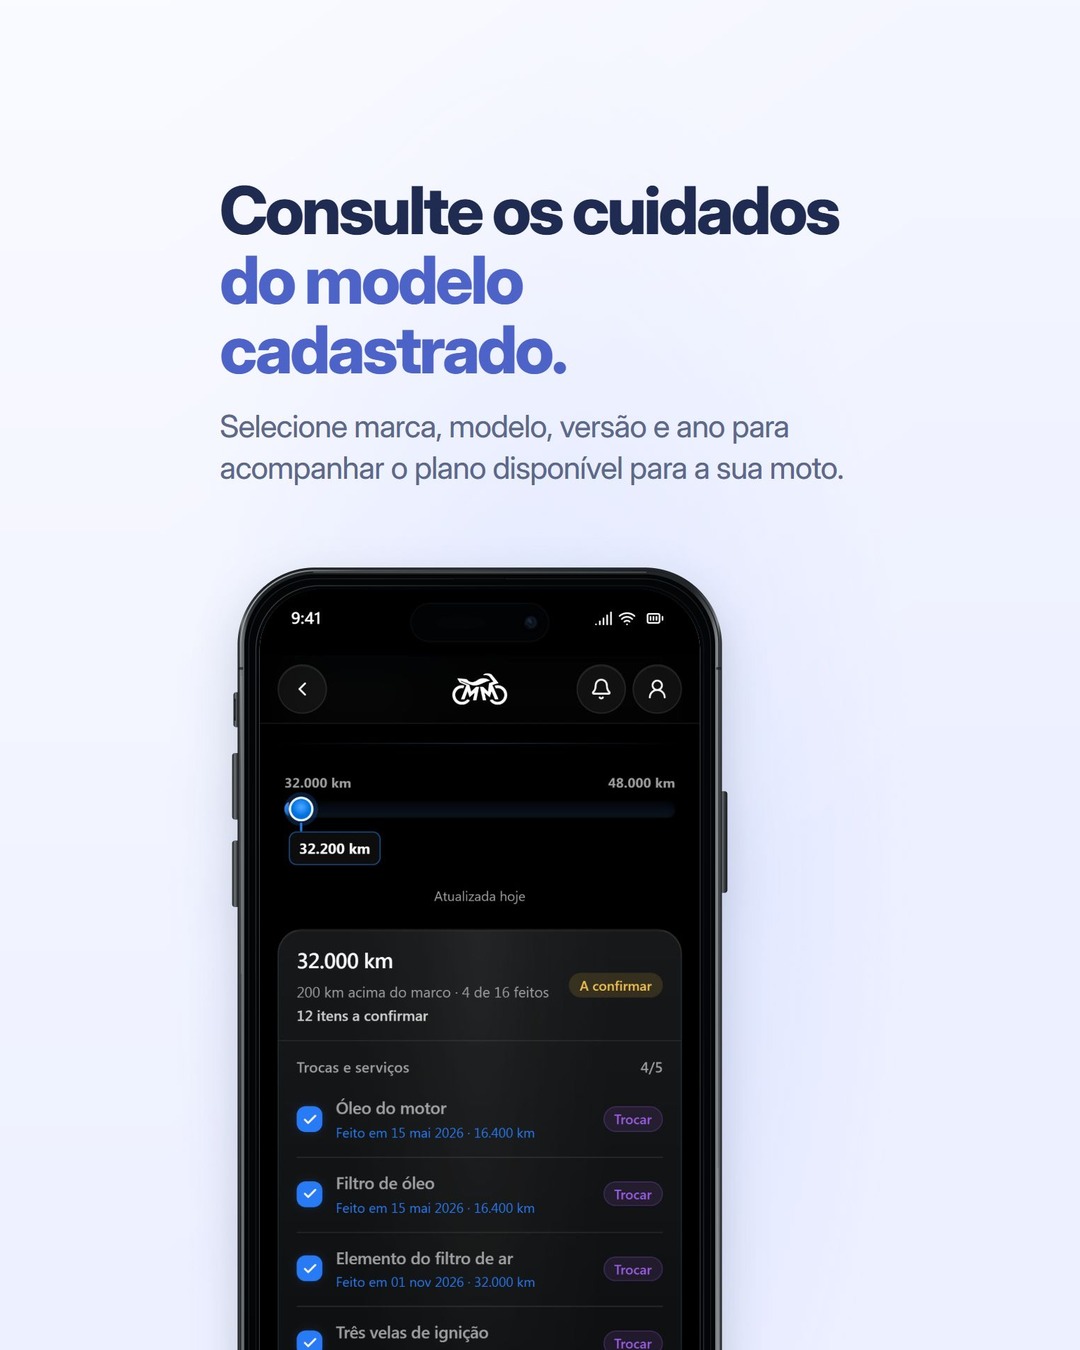 Consulte os cuidados
do modelo
cadastrado.
Selecione marca, modelo, versão e ano para
acompanhar o plano disponível para a sua moto.
9:41
MM
32.000 km
48.000 km
32.200 km
Atualizada hoje
32.000 km
200 km acima do marco · 4 de 16 feitos
A confirmar
12 itens a confirmar
Trocas e serviços
4/5
Óleo do motor
Trocar
Feito em 15 mai 2026 · 16.400 km
Filtro de óleo
Trocar
Feito em 15 mai 2026 · 16.400 km
Elemento do filtro de ar
Trocar
Feito em 01 nov 2026 · 32.000 km
Três velas de ignição
Trocar